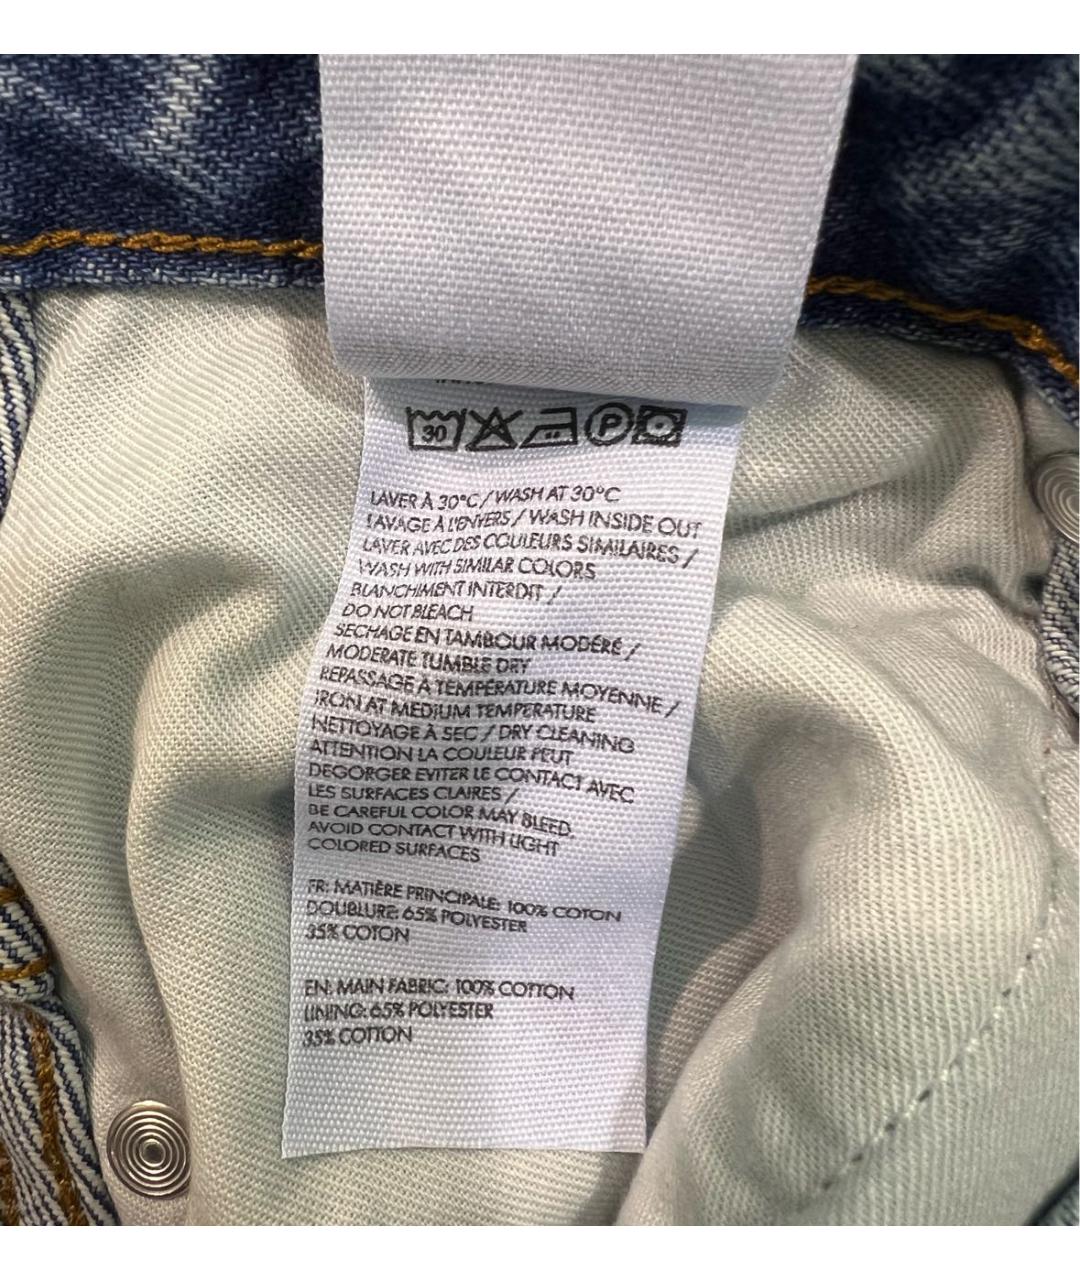 30 P
LAVER À 30°C / WASH AT 30°C
LAVAGE À L'ENVERS / WASH INSIDE OUT
LAVER AVEC DES COULEURS SIMILAIRES /
WASH WITH SIMILAR COLORS
BLANCHIMENT INTERDIT /
DO NOT BLEACH
SECHAGE EN TAMBOUR MODÉRÉ /
MODERATE TUMBLE DRY
REPASSAGE À TEMPÉRATURE MOYENNE /
IRON AT MEDIUM TEMPERATURE
NETTOYAGE À SEC / DRY CLEANING
ATTENTION LA COULEUR PEUT
DEGORGER EVITER LE CONTACT AVEC
LES SURFACES CLAIRES /
BE CAREFUL COLOR MAY BLEED.
AVOID CONTACT WITH LIGHT
COLORED SURFACES
FR: MATIÈRE PRINCIPALE: 100% COTON
DOUBLURE: 65% POLYESTER
35% COTON
EN: MAIN FABRIC: 100% COTTON
LINING: 65% POLYESTER
35% COTTON